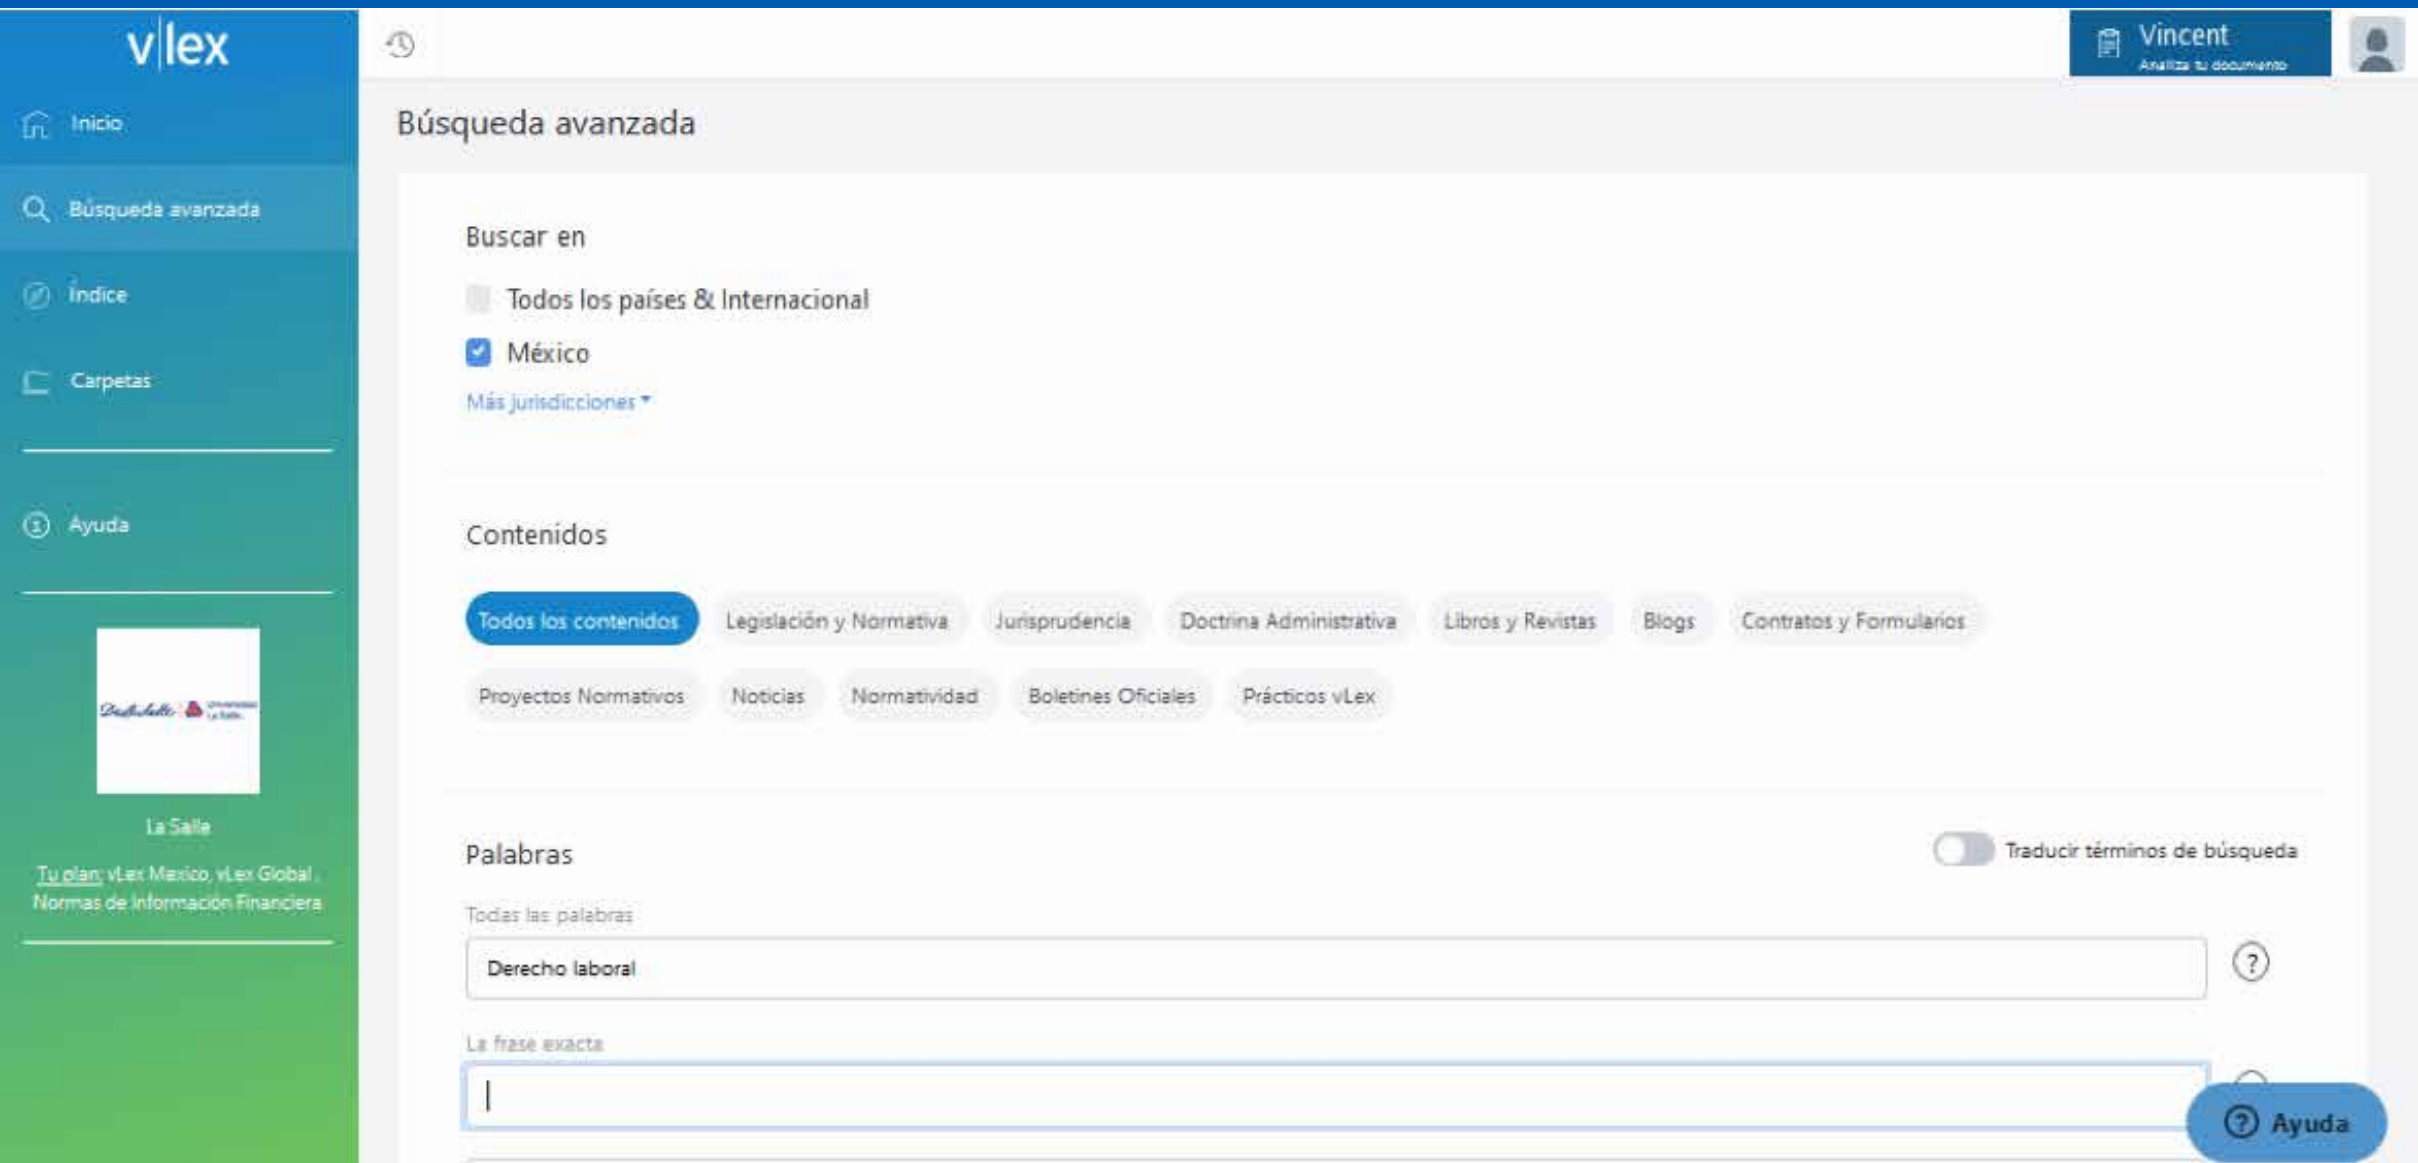 v|lex
Vincent
Analiza tu documento
Inicio
Búsqueda avanzada
Índice
Carpetas
Ayuda
La Salle
Tu plan: vLex Mexico, vLex Global,
Normas de Información Financiera
Búsqueda avanzada
Buscar en
Todos los países & Internacional
México
Más jurisdicciones
Contenidos
Todos los contenidos Legislación y Normativa Jurisprudencia Doctrina Administrativa Libros y Revistas Blogs Contratos y Formularios
Proyectos Normativos Noticias Normatividad Boletines Oficiales Prácticos vLex
Palabras
Traducir términos de búsqueda
Todas las palabras
Derecho laboral
?
La frase exacta
? Ayuda